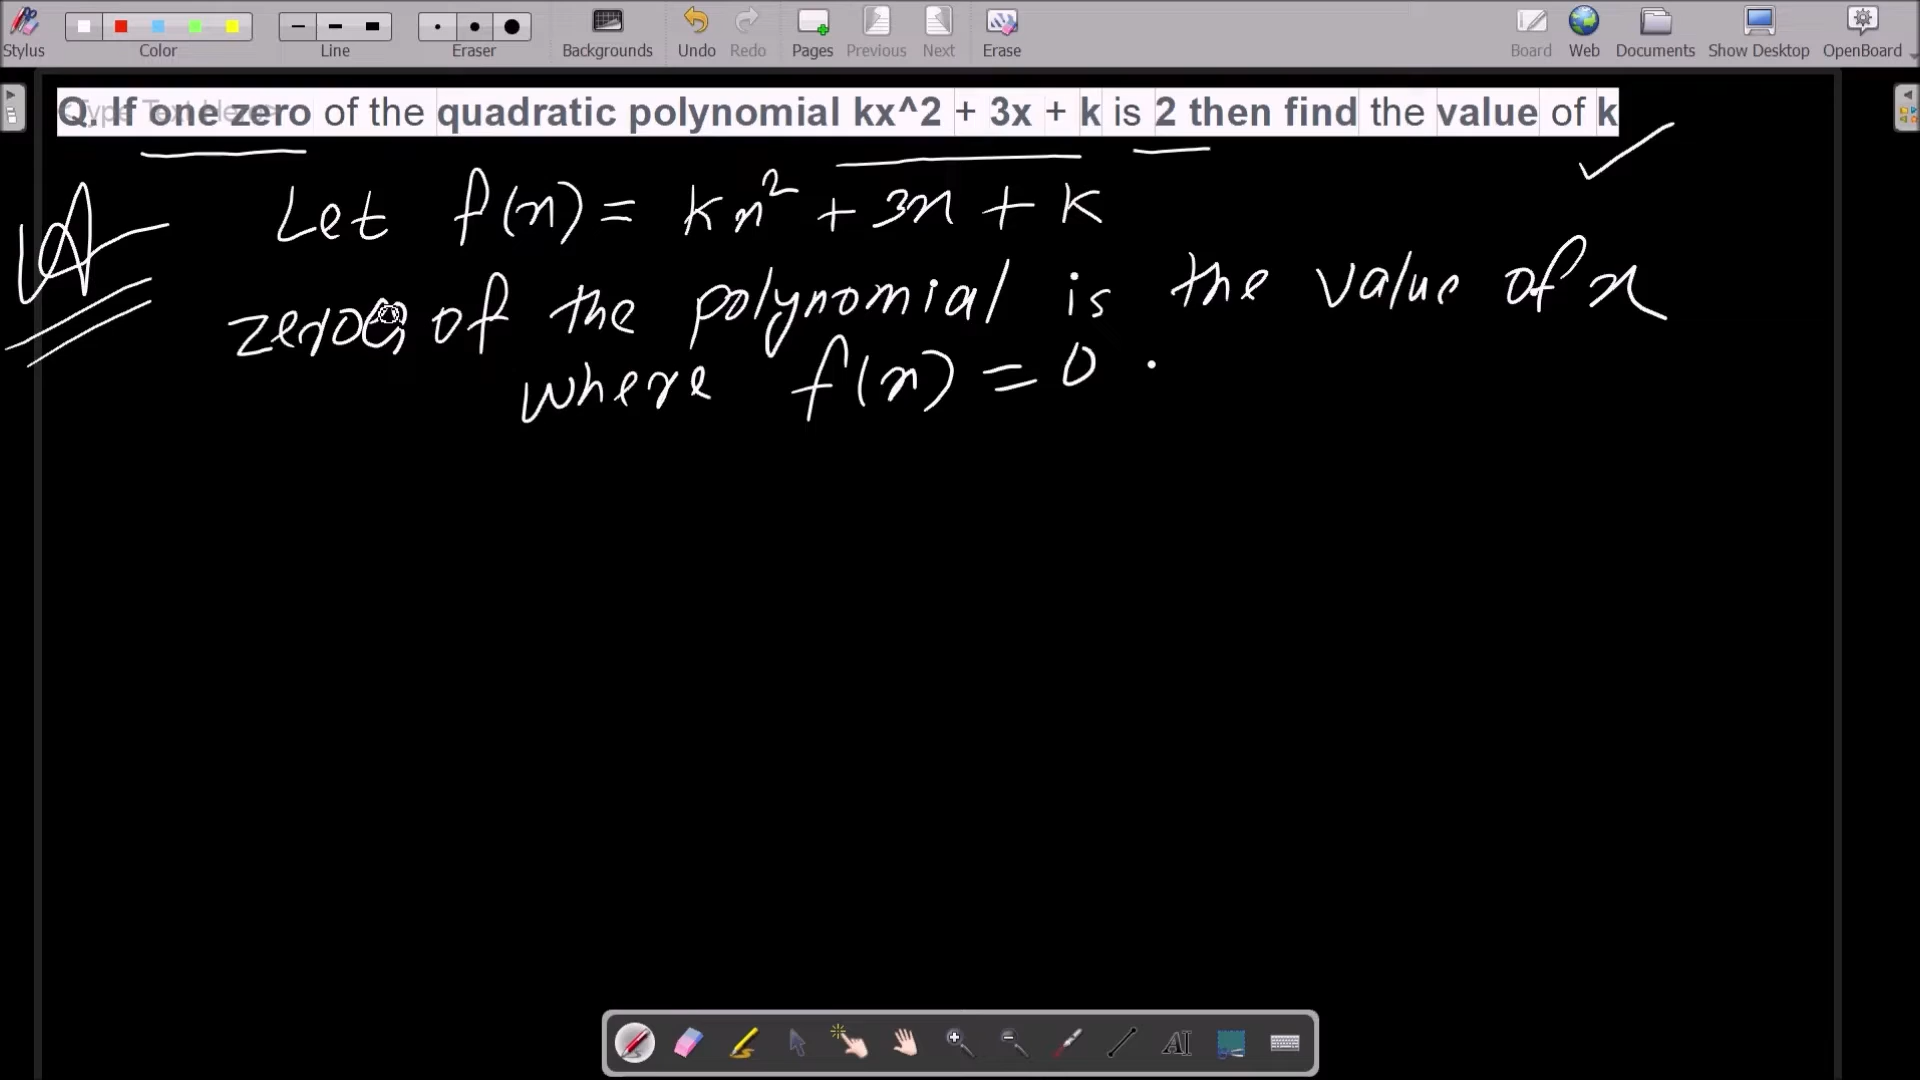 Stylus Color Line Eraser Backgrounds Undo Redo Pages Previous Next Erase Board Web Documents Show Desktop OpenBoard
Q. If one zero of the quadratic polynomial kx^2 + 3x + k is 2 then find the value of k
Let f(x) = kx² + 3x + k
zeroes of the polynomial is the value of x
where f(x) = 0 .
AI